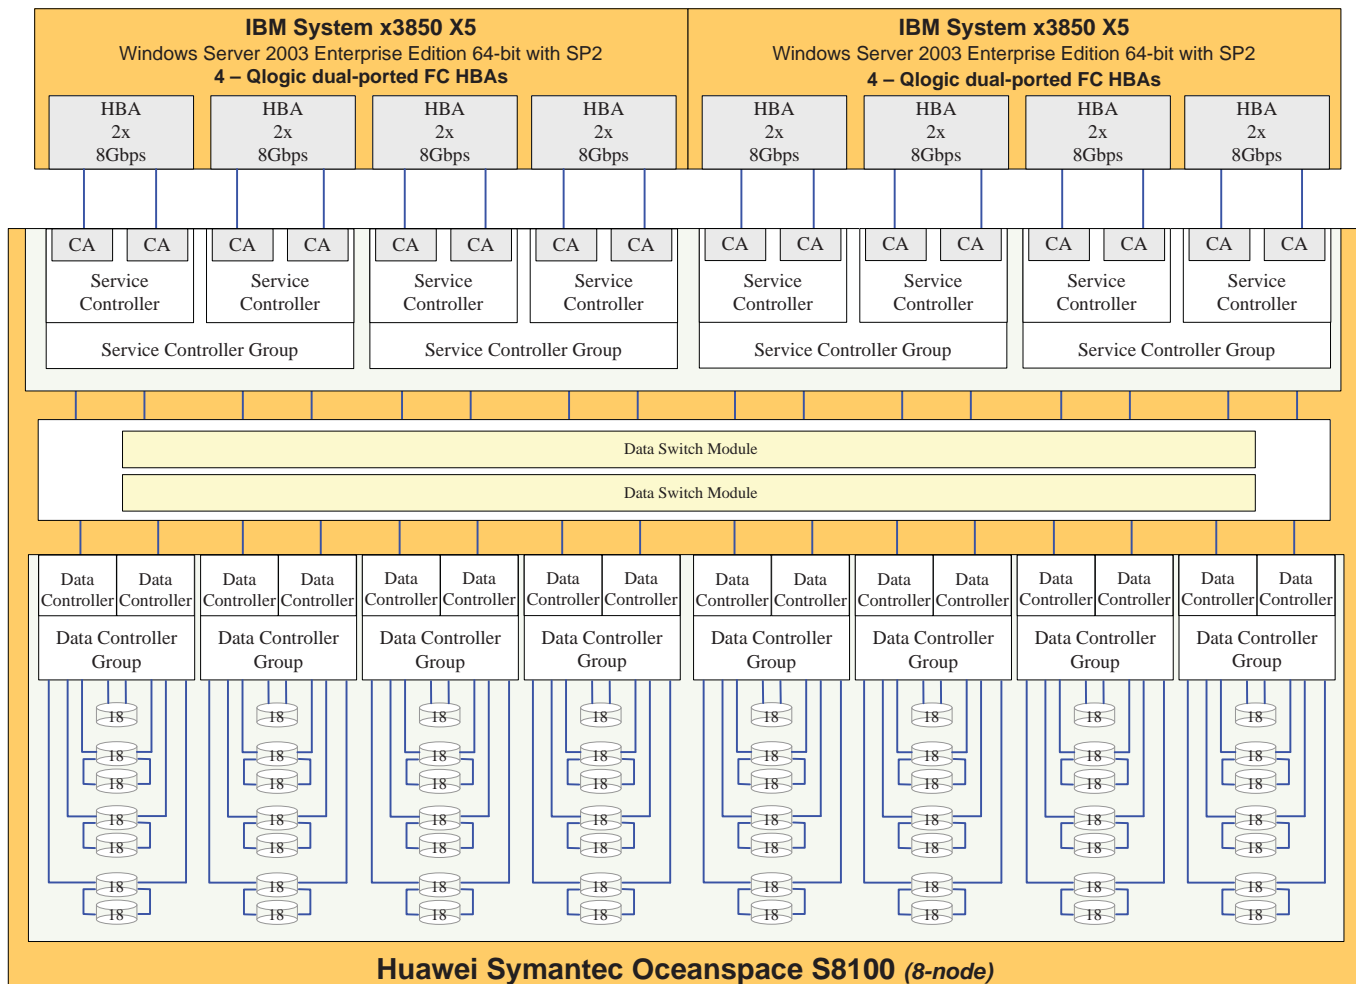 IBM System x3850 X5
Windows Server 2003 Enterprise Edition 64-bit with SP2
4 – Qlogic dual-ported FC HBAs
IBM System x3850 X5
Windows Server 2003 Enterprise Edition 64-bit with SP2
4 – Qlogic dual-ported FC HBAs
HBA
2x
8Gbps
HBA
2x
8Gbps
HBA
2x
8Gbps
HBA
2x
8Gbps
HBA
2x
8Gbps
HBA
2x
8Gbps
HBA
2x
8Gbps
HBA
2x
8Gbps
CA CA CA CA CA CA CA CA CA CA CA CA CA CA CA CA
Service
Controller
Service
Controller
Service
Controller
Service
Controller
Service
Controller
Service
Controller
Service
Controller
Service
Controller
Service Controller Group
Service Controller Group
Service Controller Group
Service Controller Group
Data Switch Module
Data Switch Module
Data
Controller
Data
Controller
Data
Controller
Data
Controller
Data
Controller
Data
Controller
Data
Controller
Data
Controller
Data
Controller
Data
Controller
Data
Controller
Data
Controller
Data
Controller
Data
Controller
Data
Controller
Data
Controller
Data Controller
Group
Data Controller
Group
Data Controller
Group
Data Controller
Group
Data Controller
Group
Data Controller
Group
Data Controller
Group
Data Controller
Group
18 18 18 18 18 18 18 18
18 18 18 18 18 18 18 18
18 18 18 18 18 18 18 18
18 18 18 18 18 18 18 18
18 18 18 18 18 18 18 18
18 18 18 18 18 18 18 18
18 18 18 18 18 18 18 18
Huawei Symantec Oceanspace S8100 (8-node)